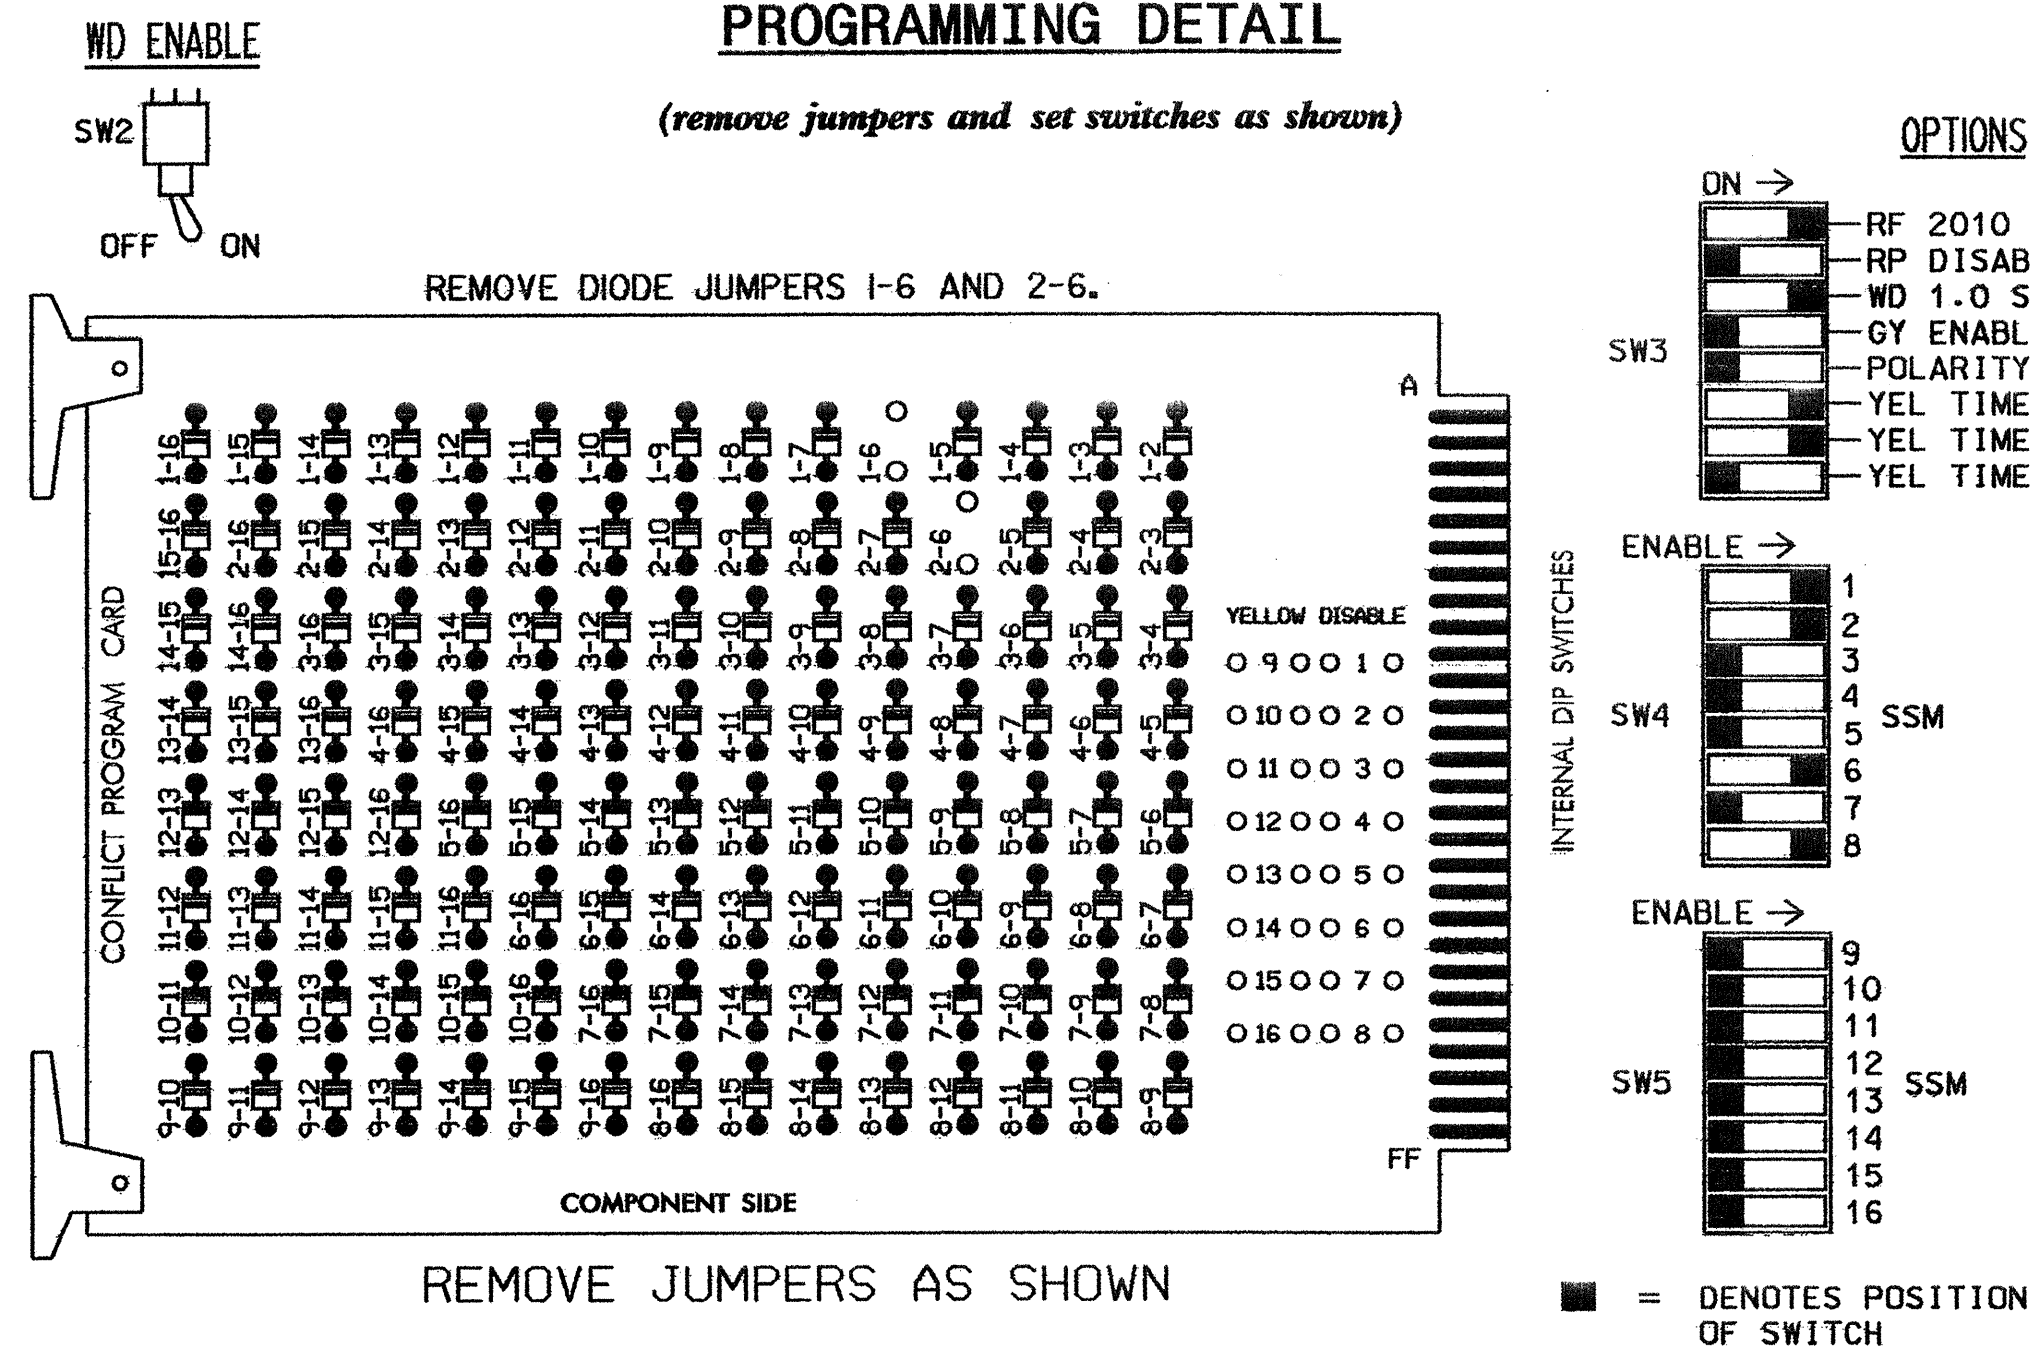 PROGRAMMING DETAIL
(remove jumpers and set switches as shown)
WD ENABLE
SW2
OFF ON
REMOVE DIODE JUMPERS 1-6 AND 2-6.
CONFLICT PROGRAM CARD
A
1-16 1-15 1-14 1-13 1-12 1-11 1-10 1-9 1-8 1-7 1-6 1-5 1-4 1-3 1-2
15-16 2-16 2-15 2-14 2-13 2-12 2-11 2-10 2-9 2-8 2-7 2-6 2-5 2-4 2-3
14-15 14-16 3-16 3-15 3-14 3-13 3-12 3-11 3-10 3-9 3-8 3-7 3-6 3-5 3-4
13-14 13-15 13-16 4-16 4-15 4-14 4-13 4-12 4-11 4-10 4-9 4-8 4-7 4-6 4-5
12-13 12-14 12-15 12-16 5-16 5-15 5-14 5-13 5-12 5-11 5-10 5-9 5-8 5-7 5-6
11-12 11-13 11-14 11-15 11-16 6-16 6-15 6-14 6-13 6-12 6-11 6-10 6-9 6-8 6-7
10-11 10-12 10-13 10-14 10-15 10-16 7-16 7-15 7-14 7-13 7-12 7-11 7-10 7-9 7-8
9-10 9-11 9-12 9-13 9-14 9-15 9-16 8-16 8-15 8-14 8-13 8-12 8-11 8-10 8-9
YELLOW DISABLE
9 1
10 2
11 3
12 4
13 5
14 6
15 7
16 8
FF
COMPONENT SIDE
REMOVE JUMPERS AS SHOWN
INTERNAL DIP SWITCHES
OPTIONS
ON →
SW3
RF 2010
RP DISAB
WD 1.0 S
GY ENABL
POLARITY
YEL TIME
YEL TIME
YEL TIME
ENABLE →
SW4
1
2
3
4
5
6
7
8
SSM
ENABLE →
SW5
9
10
11
12
13
14
15
16
SSM
= DENOTES POSITION
OF SWITCH